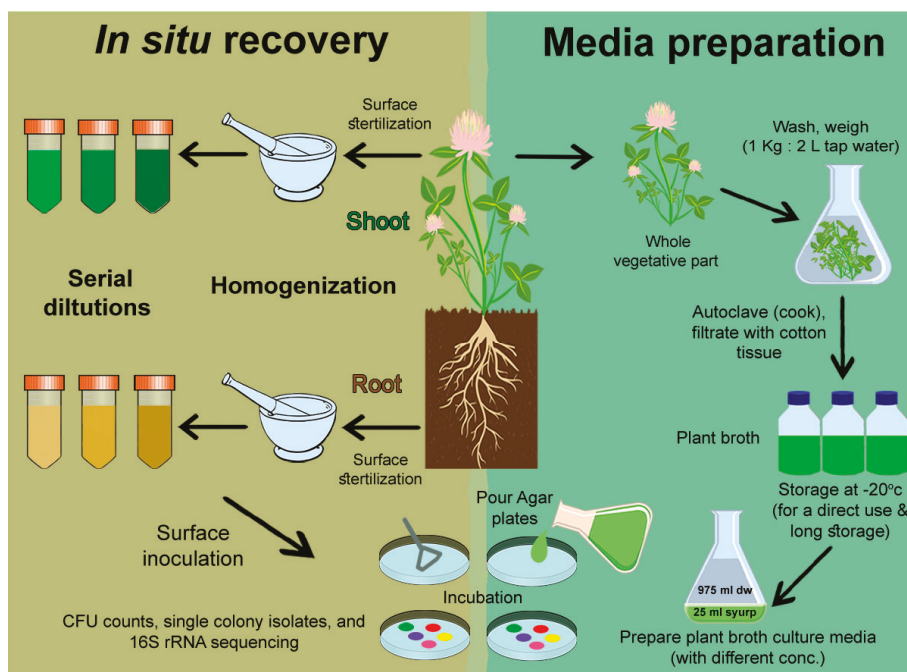 In situ recovery
Surface
stertilization
Shoot
Serial
diltutions
Homogenization
Root
Surface
stertilization
Surface
inoculation
CFU counts, single colony isolates, and
16S rRNA sequencing
Media preparation
Wash, weigh
(1 Kg : 2 L tap water)
Whole
vegetative part
Autoclave (cook),
filtrate with cotton
tissue
Plant broth
Storage at -20°c
(for a direct use &
long storage)
975 ml dw
25 ml syurp
Prepare plant broth culture media
(with different conc.)
Pour Agar
plates
Incubation